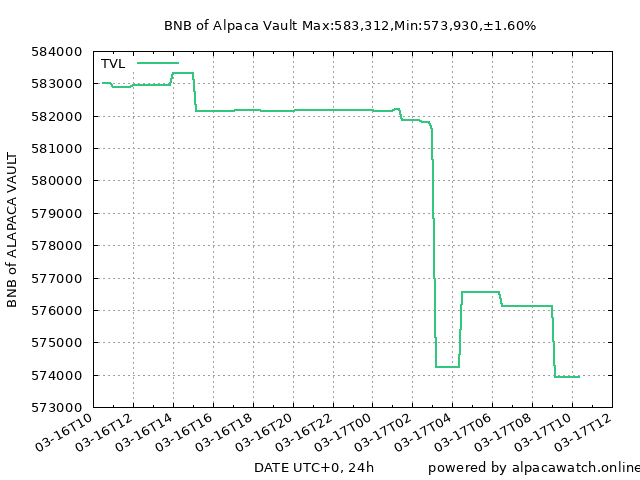 BNB of Alpaca Vault Max:583,312,Min:573,930,±1.60%
TVL
584000
583000
582000
581000
580000
579000
578000
577000
576000
575000
574000
573000
BNB of ALAPACA VAULT
03-16T10
03-16T12
03-16T14
03-16T16
03-16T18
03-16T20
03-16T22
03-17T00
03-17T02
03-17T04
03-17T06
03-17T08
03-17T10
03-17T12
DATE UTC+0, 24h
powered by alpacawatch.online